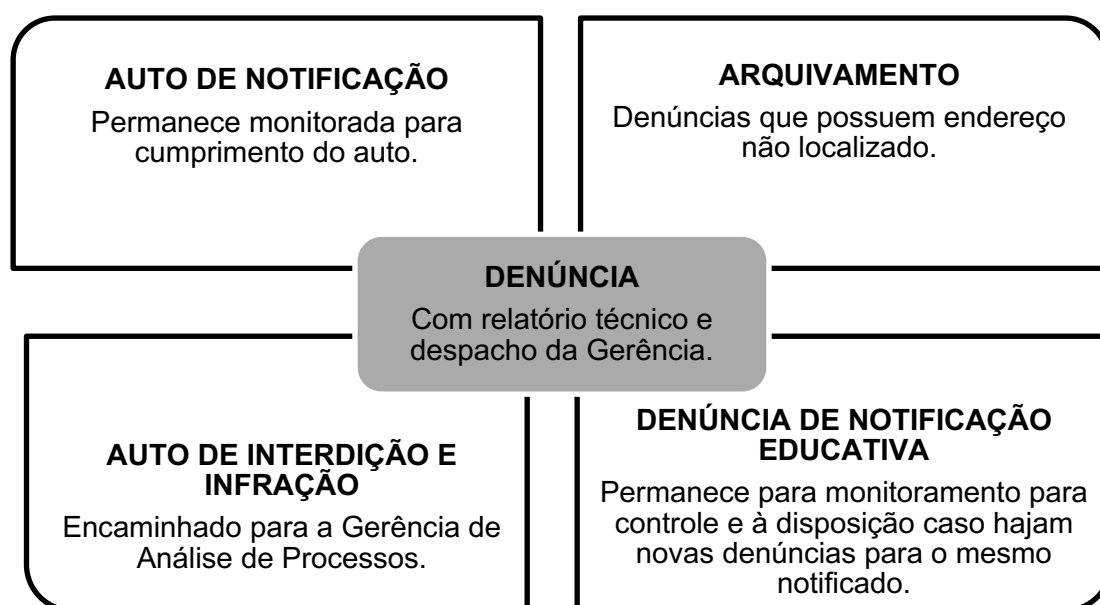 AUTO DE NOTIFICAÇÃO
Permanece monitorada para
cumprimento do auto.
ARQUIVAMENTO
Denúncias que possuem endereço
não localizado.
DENÚNCIA
Com relatório técnico e
despacho da Gerência.
AUTO DE INTERDIÇÃO E
INFRAÇÃO
Encaminhado para a Gerência de
Análise de Processos.
DENÚNCIA DE NOTIFICAÇÃO
EDUCATIVA
Permanece para monitoramento para
controle e à disposição caso hajam
novas denúncias para o mesmo
notificado.